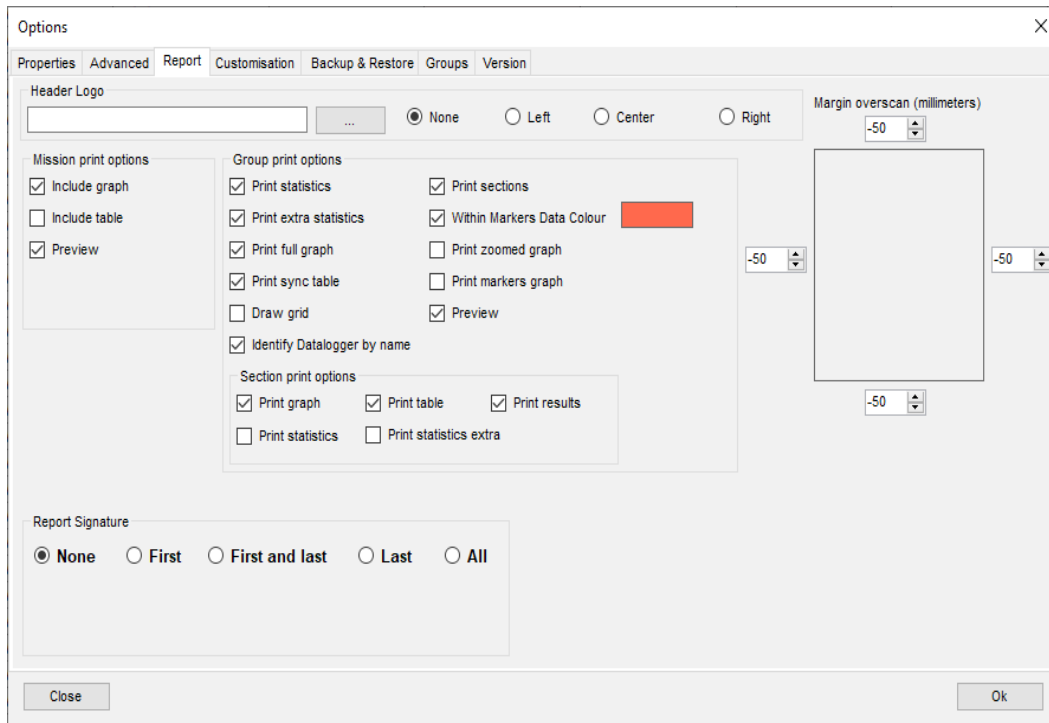 Options
Properties Advanced Report Customisation Backup & Restore Groups Version
Header Logo
... None Left Center Right
Margin overscan (millimeters)
-50
Mission print options
Include graph
Include table
Preview
Group print options
Print statistics Print sections
Print extra statistics Within Markers Data Colour
Print full graph Print zoomed graph
Print sync table Print markers graph
Draw grid Preview
Identify Datalogger by name
Section print options
Print graph Print table Print results
Print statistics Print statistics extra
-50 -50
-50
Report Signature
None First First and last Last All
Close Ok